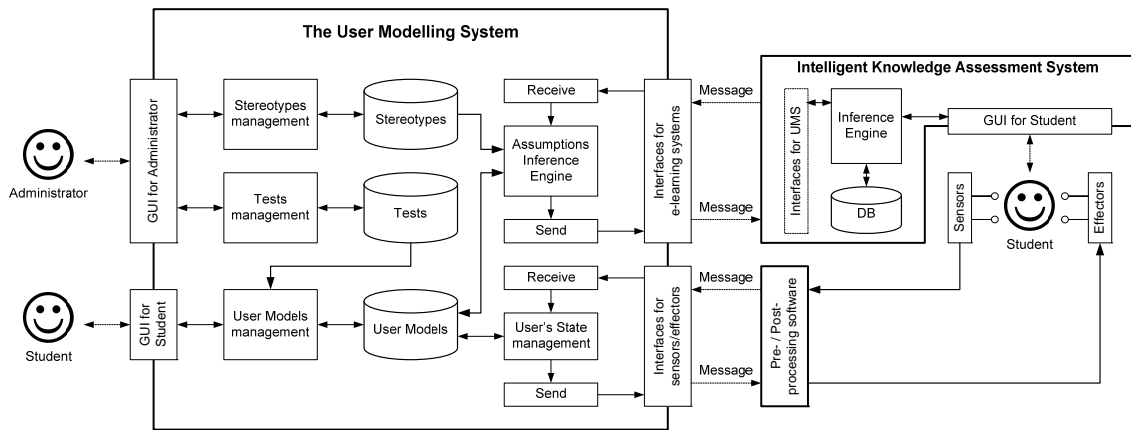 The User Modelling System
Intelligent Knowledge Assessment System
Administrator
Student
GUI for Administrator
GUI for
Student
Stereotypes
management
Stereotypes
Tests
management
Tests
User Models
management
User Models
Receive
Assumptions
Inference
Engine
Send
Receive
User's State
management
Send
Interfaces for
e-learning systems
Interfaces for
sensors/effectors
Message
Message
Message
Message
Interfaces for UMS
Inference
Engine
DB
GUI for Student
Sensors
Student
Effectors
Pre- / Post-
processing software